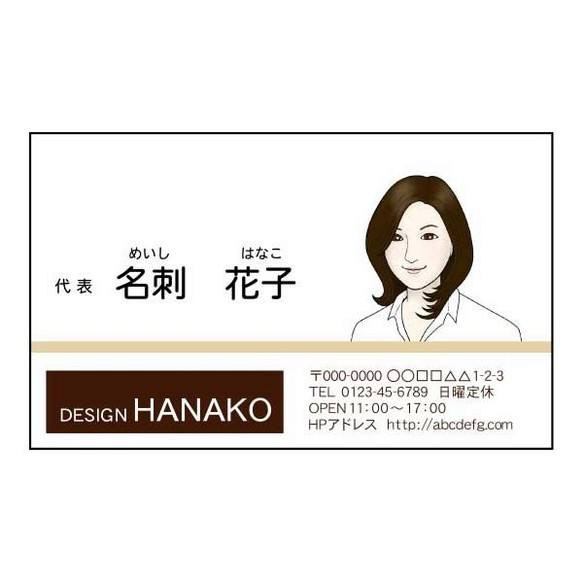 めいし はなこ
代表 名刺 花子
DESIGN HANAKO
〒000-0000 〇〇□□△△1-2-3
TEL 0123-45-6789 日曜定休
OPEN 11:00〜17:00
HPアドレス http://abcdefg.com